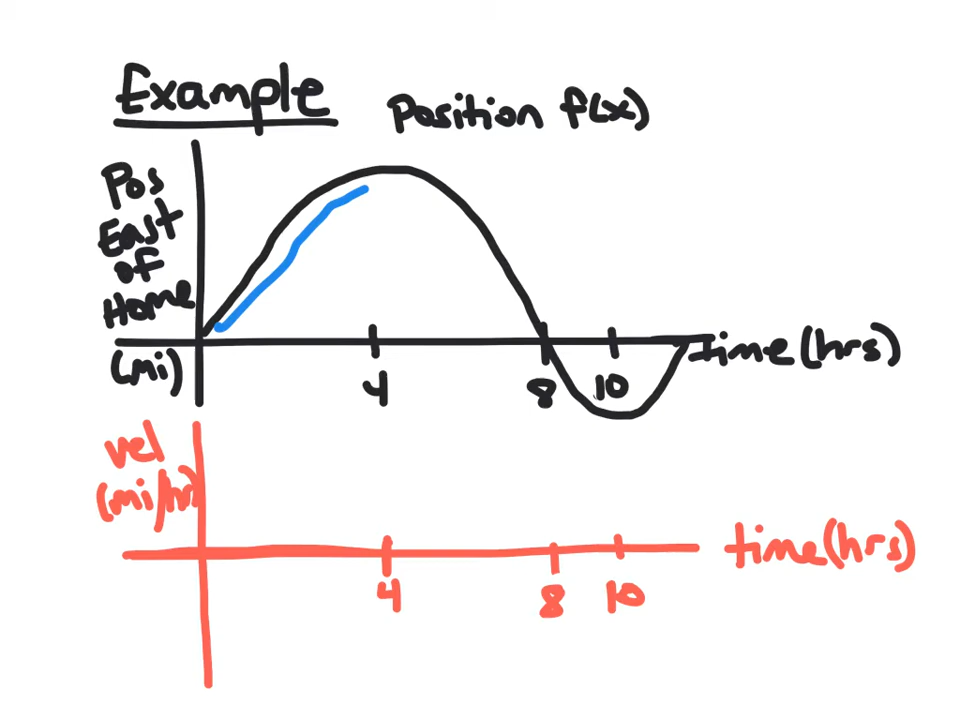 Example
Position f(x)
Pos
East
of
Home
(mi)
time (hrs)
4
8
10
vel
(mi/hr)
time (hrs)
4
8
10